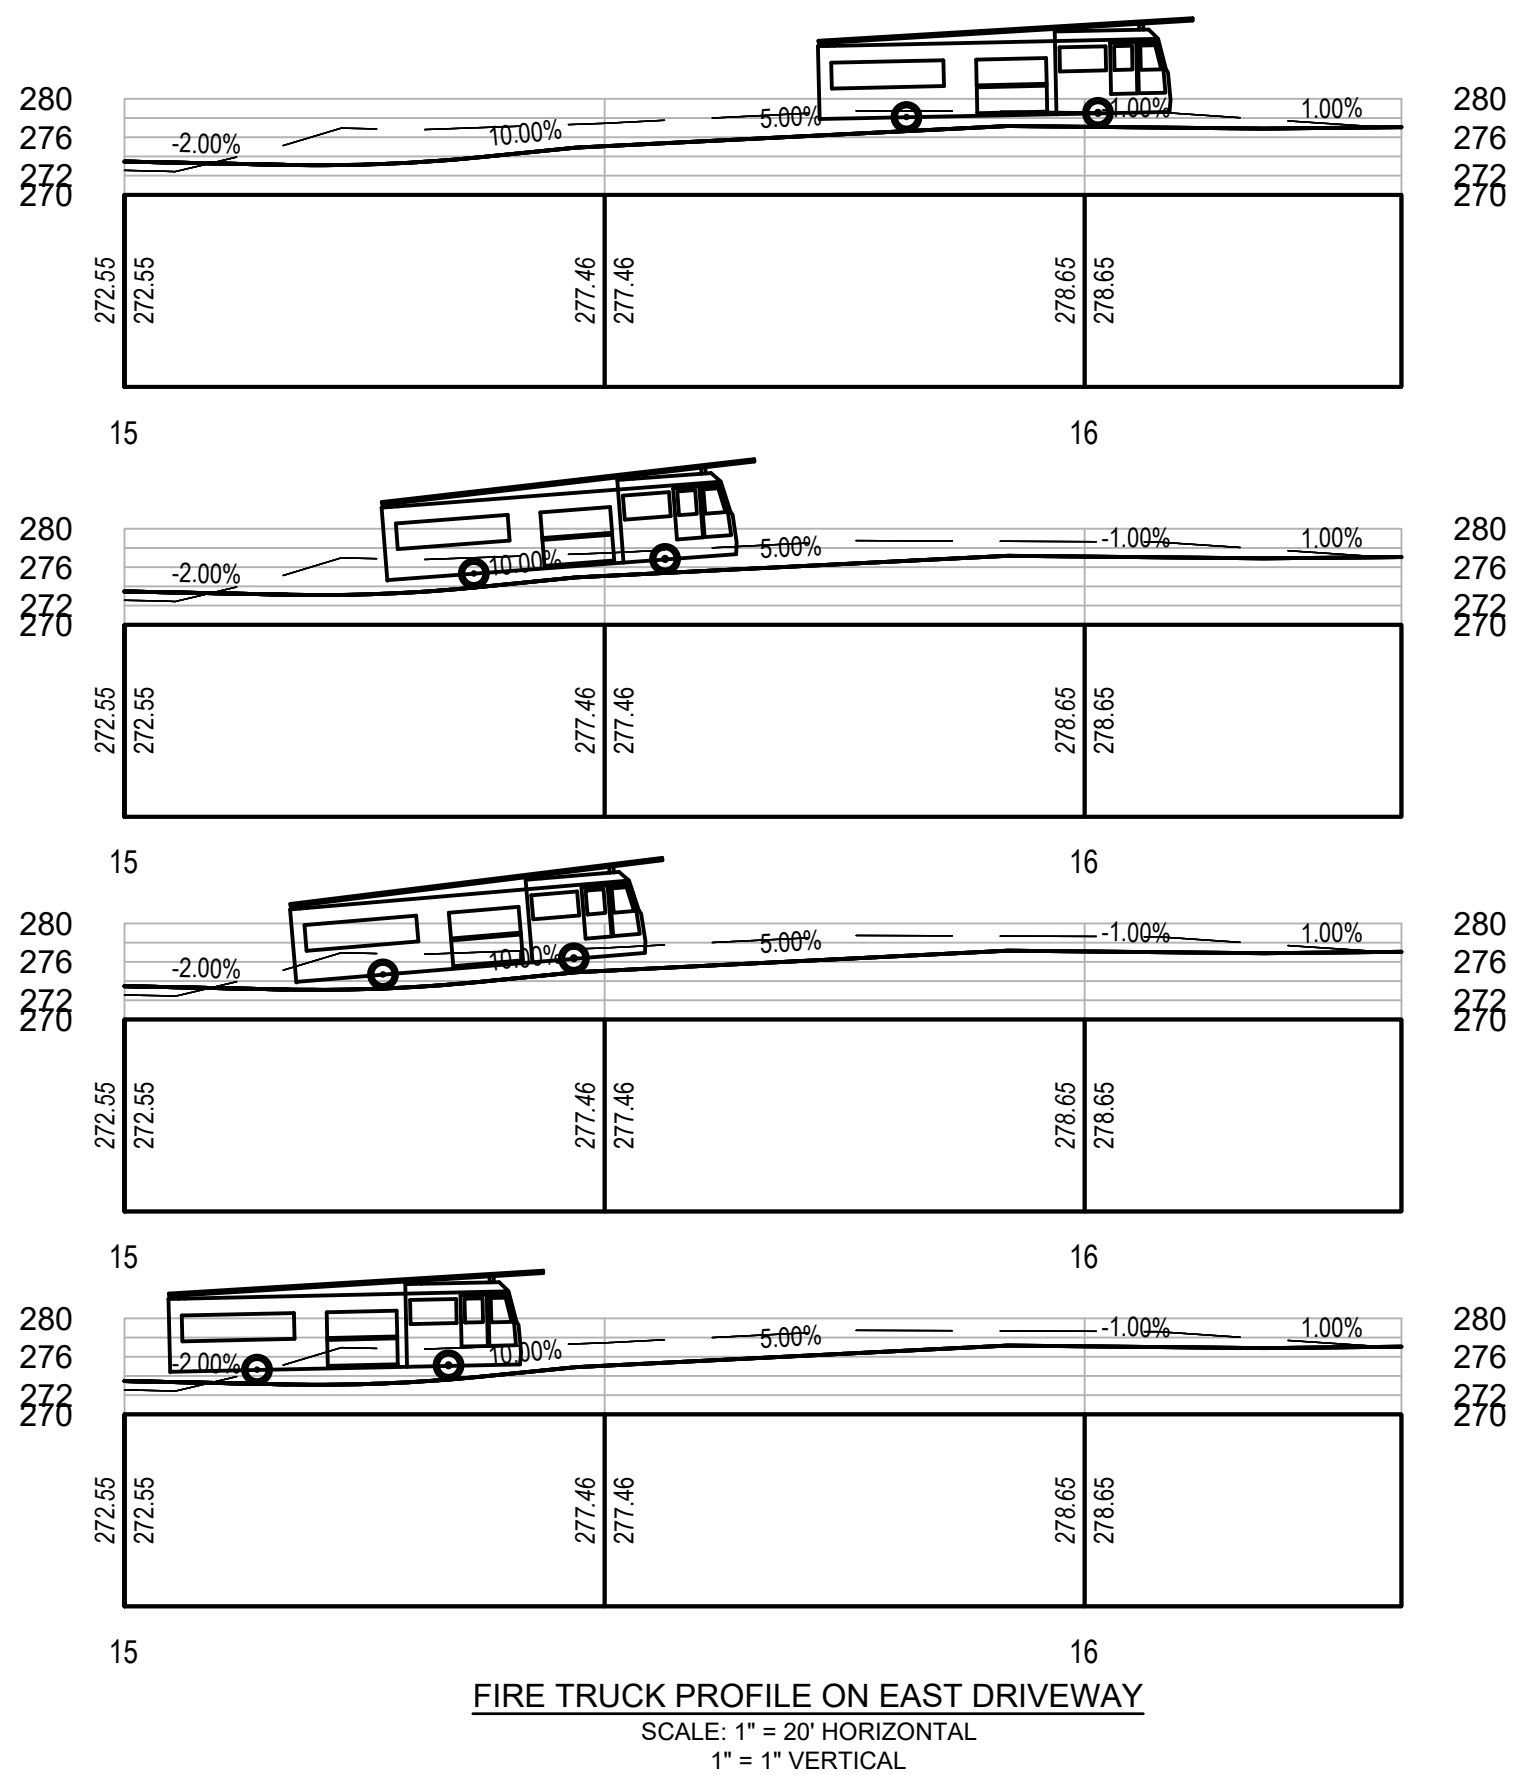 280 280
-2.00% 10.00% 5.00% -1.00% 1.00%
276 276
272 272
270 270
272.55 272.55 277.46 277.46 278.65 278.65
15 16
280 280
-2.00% 10.00% 5.00% -1.00% 1.00%
276 276
272 272
270 270
272.55 272.55 277.46 277.46 278.65 278.65
15 16
280 280
-2.00% 10.00% 5.00% -1.00% 1.00%
276 276
272 272
270 270
272.55 272.55 277.46 277.46 278.65 278.65
15 16
280 280
-2.00% 10.00% 5.00% -1.00% 1.00%
276 276
272 272
270 270
272.55 272.55 277.46 277.46 278.65 278.65
15 16
FIRE TRUCK PROFILE ON EAST DRIVEWAY
SCALE: 1" = 20' HORIZONTAL
1" = 1" VERTICAL